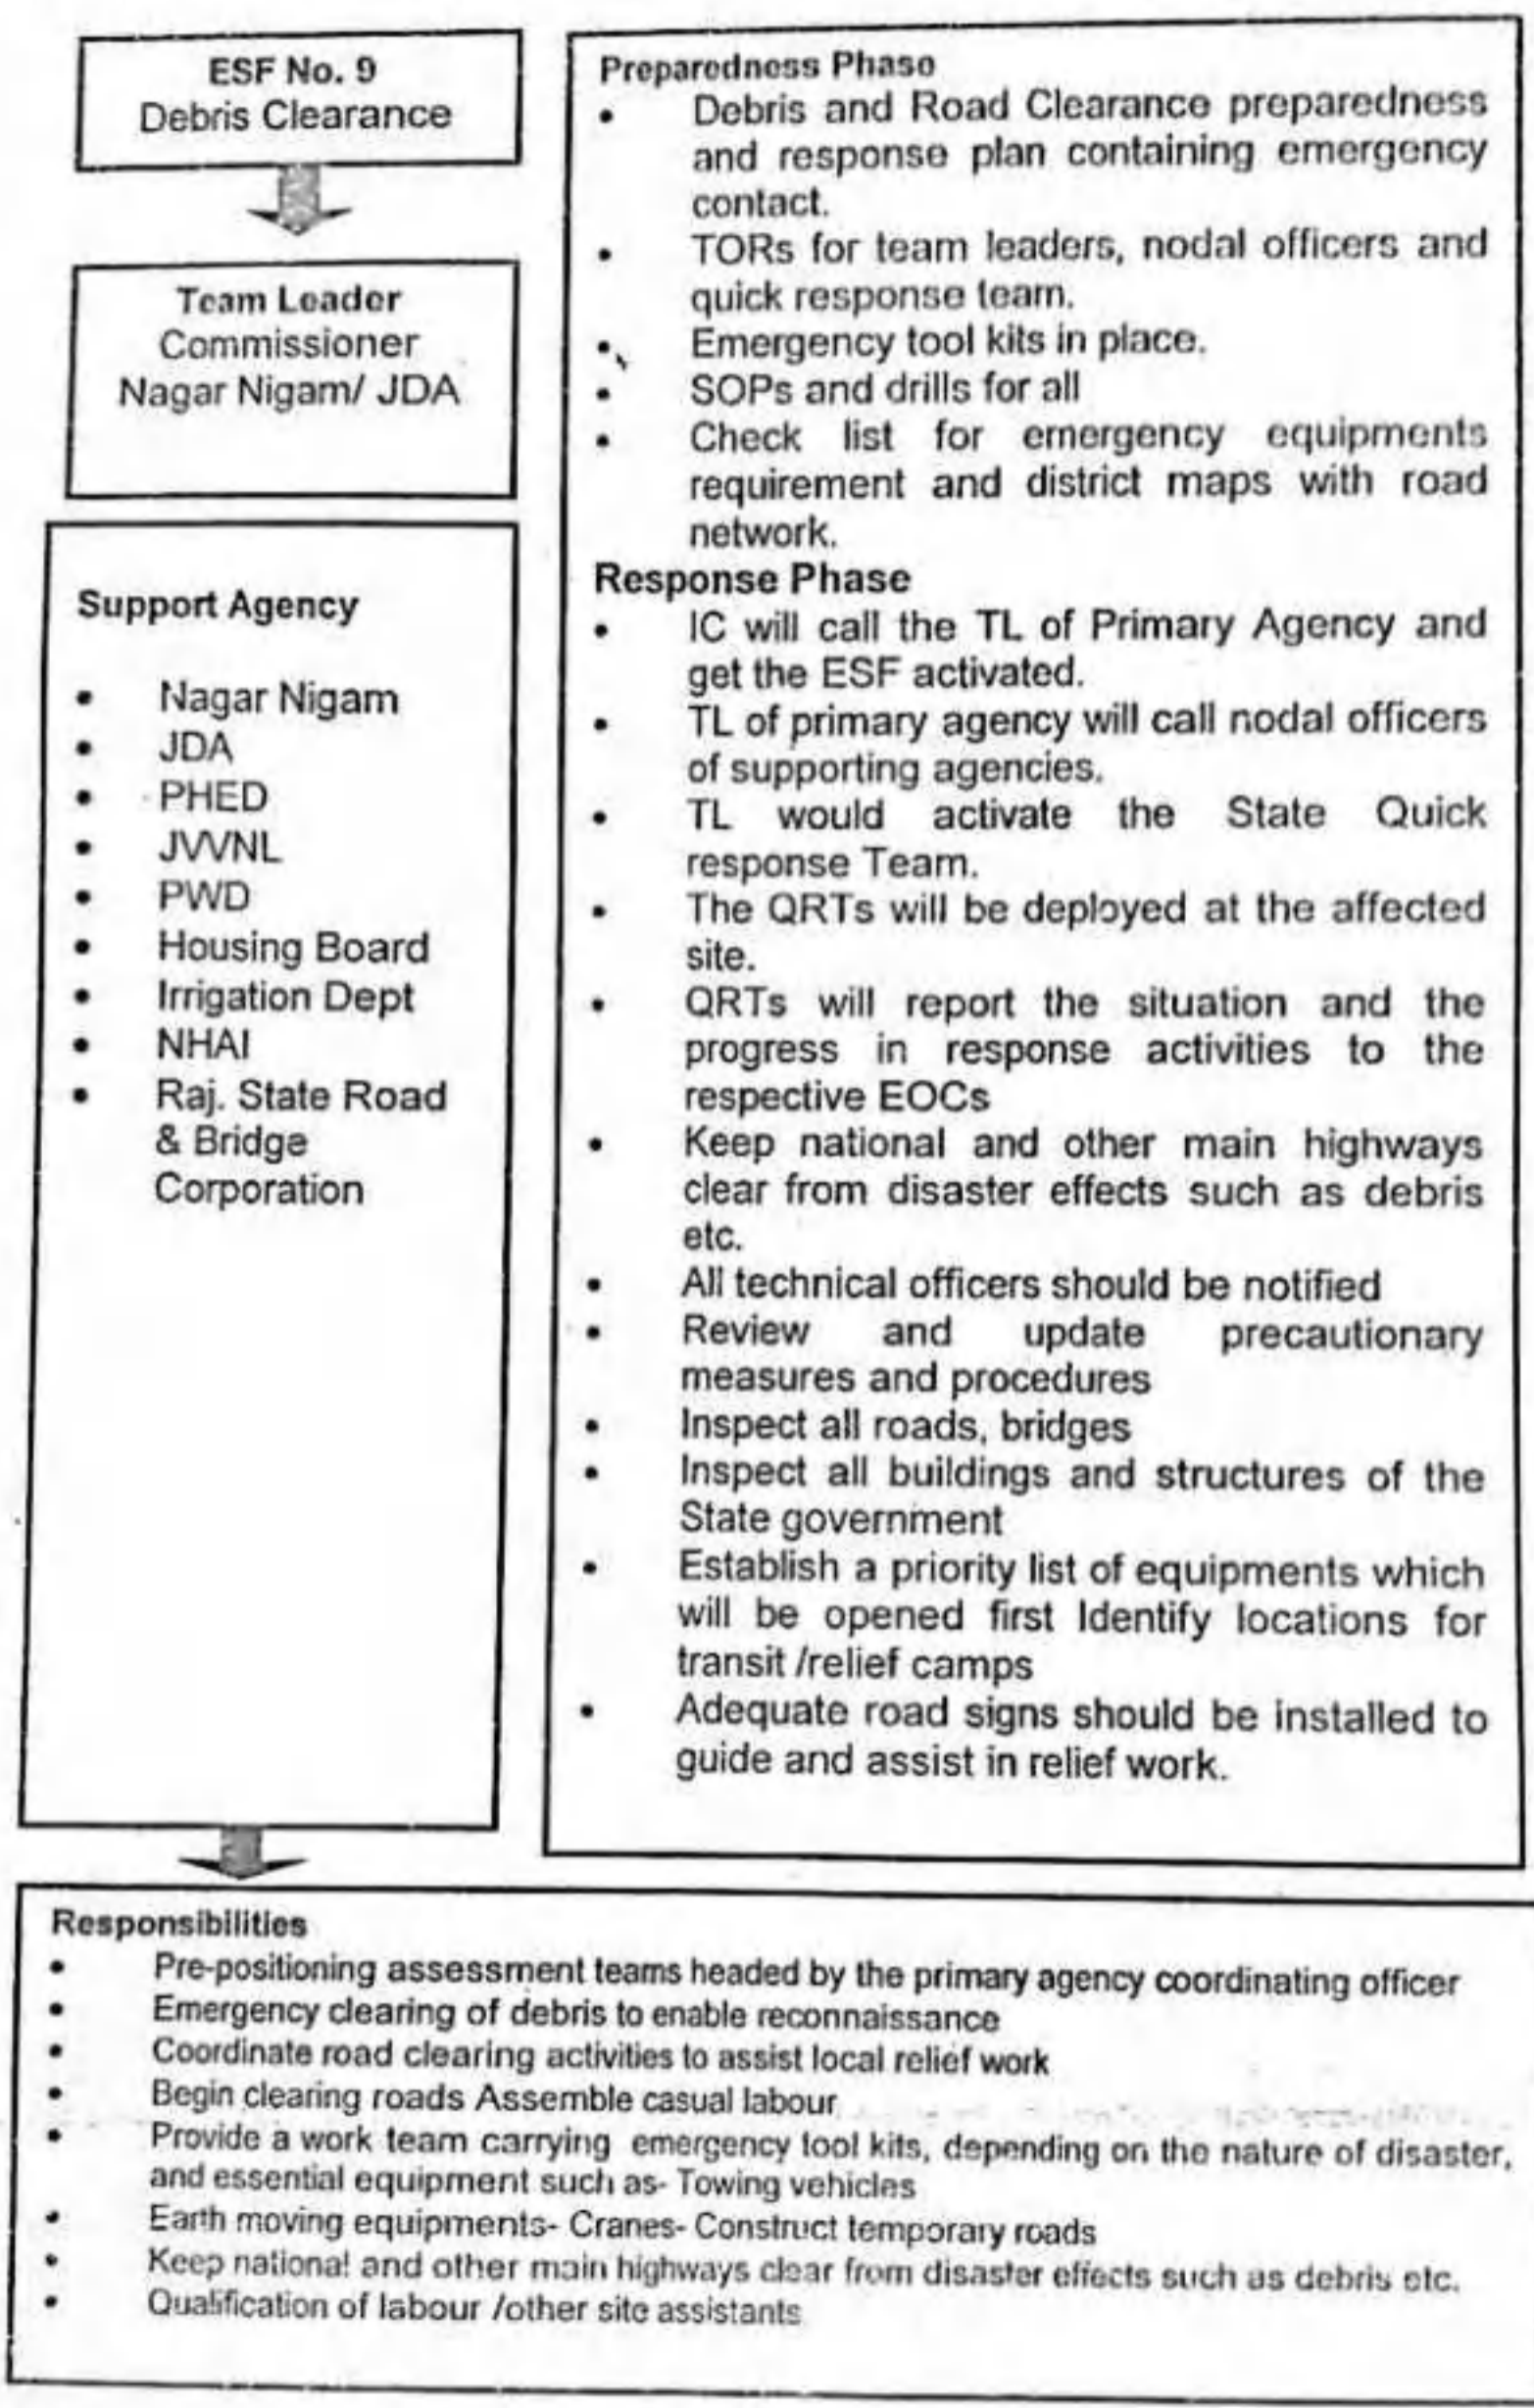 ESF No. 9
Debris Clearance
Team Leader
Commissioner
Nagar Nigam/ JDA
Support Agency
• Nagar Nigam
• JDA
• PHED
• JVVNL
• PWD
• Housing Board
• Irrigation Dept
• NHAI
• Raj. State Road
& Bridge
Corporation
Preparedness Phase
• Debris and Road Clearance preparedness
and response plan containing emergency
contact.
• TORs for team leaders, nodal officers and
quick response team.
• Emergency tool kits in place.
• SOPs and drills for all
• Check list for emergency equipments
requirement and district maps with road
network.
Response Phase
• IC will call the TL of Primary Agency and
get the ESF activated.
• TL of primary agency will call nodal officers
of supporting agencies.
• TL would activate the State Quick
response Team.
• The QRTs will be deployed at the affected
site.
• QRTs will report the situation and the
progress in response activities to the
respective EOCs
• Keep national and other main highways
clear from disaster effects such as debris
etc.
• All technical officers should be notified
• Review and update precautionary
measures and procedures
• Inspect all roads, bridges
• Inspect all buildings and structures of the
State government
• Establish a priority list of equipments which
will be opened first Identify locations for
transit /relief camps
• Adequate road signs should be installed to
guide and assist in relief work.
Responsibilities
• Pre-positioning assessment teams headed by the primary agency coordinating officer
• Emergency clearing of debris to enable reconnaissance
• Coordinate road clearing activities to assist local relief work
• Begin clearing roads Assemble casual labour
• Provide a work team carrying emergency tool kits, depending on the nature of disaster,
and essential equipment such as- Towing vehicles
• Earth moving equipments- Cranes- Construct temporary roads
• Keep national and other main highways clear from disaster effects such as debris etc.
• Qualification of labour /other site assistants